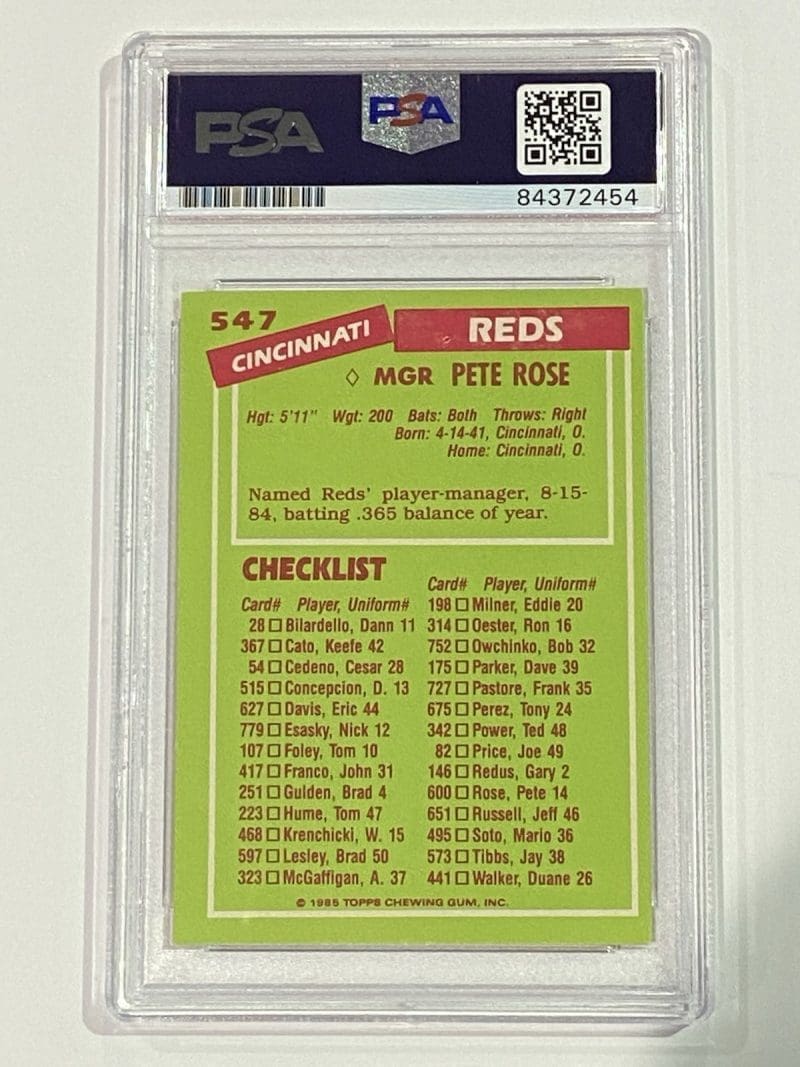 PSA PSA
84372454
547
CINCINNATI REDS
◇ MGR PETE ROSE
Hgt: 5'11" Wgt: 200 Bats: Both Throws: Right
Born: 4-14-41, Cincinnati, O.
Home: Cincinnati, O.
Named Reds' player-manager, 8-15-
84, batting .365 balance of year.
CHECKLIST
Card# Player, Uniform#
28 □ Bilardello, Dann 11
367 □ Cato, Keefe 42
54 □ Cedeno, Cesar 28
515 □ Concepcion, D. 13
627 □ Davis, Eric 44
779 □ Esasky, Nick 12
107 □ Foley, Tom 10
417 □ Franco, John 31
251 □ Gulden, Brad 4
223 □ Hume, Tom 47
468 □ Krenchicki, W. 15
597 □ Lesley, Brad 50
323 □ McGaffigan, A. 37
Card# Player, Uniform#
198 □ Milner, Eddie 20
314 □ Oester, Ron 16
752 □ Owchinko, Bob 32
175 □ Parker, Dave 39
727 □ Pastore, Frank 35
675 □ Perez, Tony 24
342 □ Power, Ted 48
82 □ Price, Joe 49
146 □ Redus, Gary 2
600 □ Rose, Pete 14
651 □ Russell, Jeff 46
495 □ Soto, Mario 36
573 □ Tibbs, Jay 38
441 □ Walker, Duane 26
© 1985 TOPPS CHEWING GUM, INC.